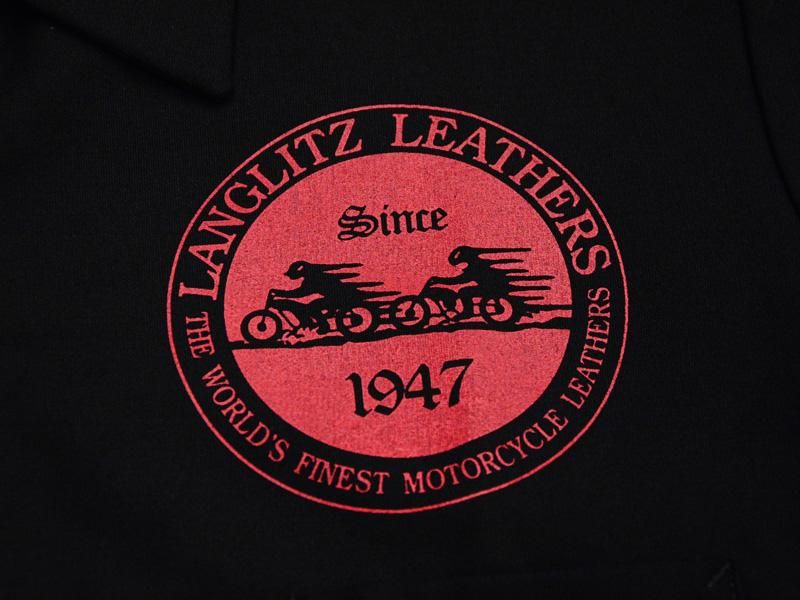 LANGLITZ LEATHERS
Since
1947
THE WORLD'S FINEST MOTORCYCLE LEATHERS